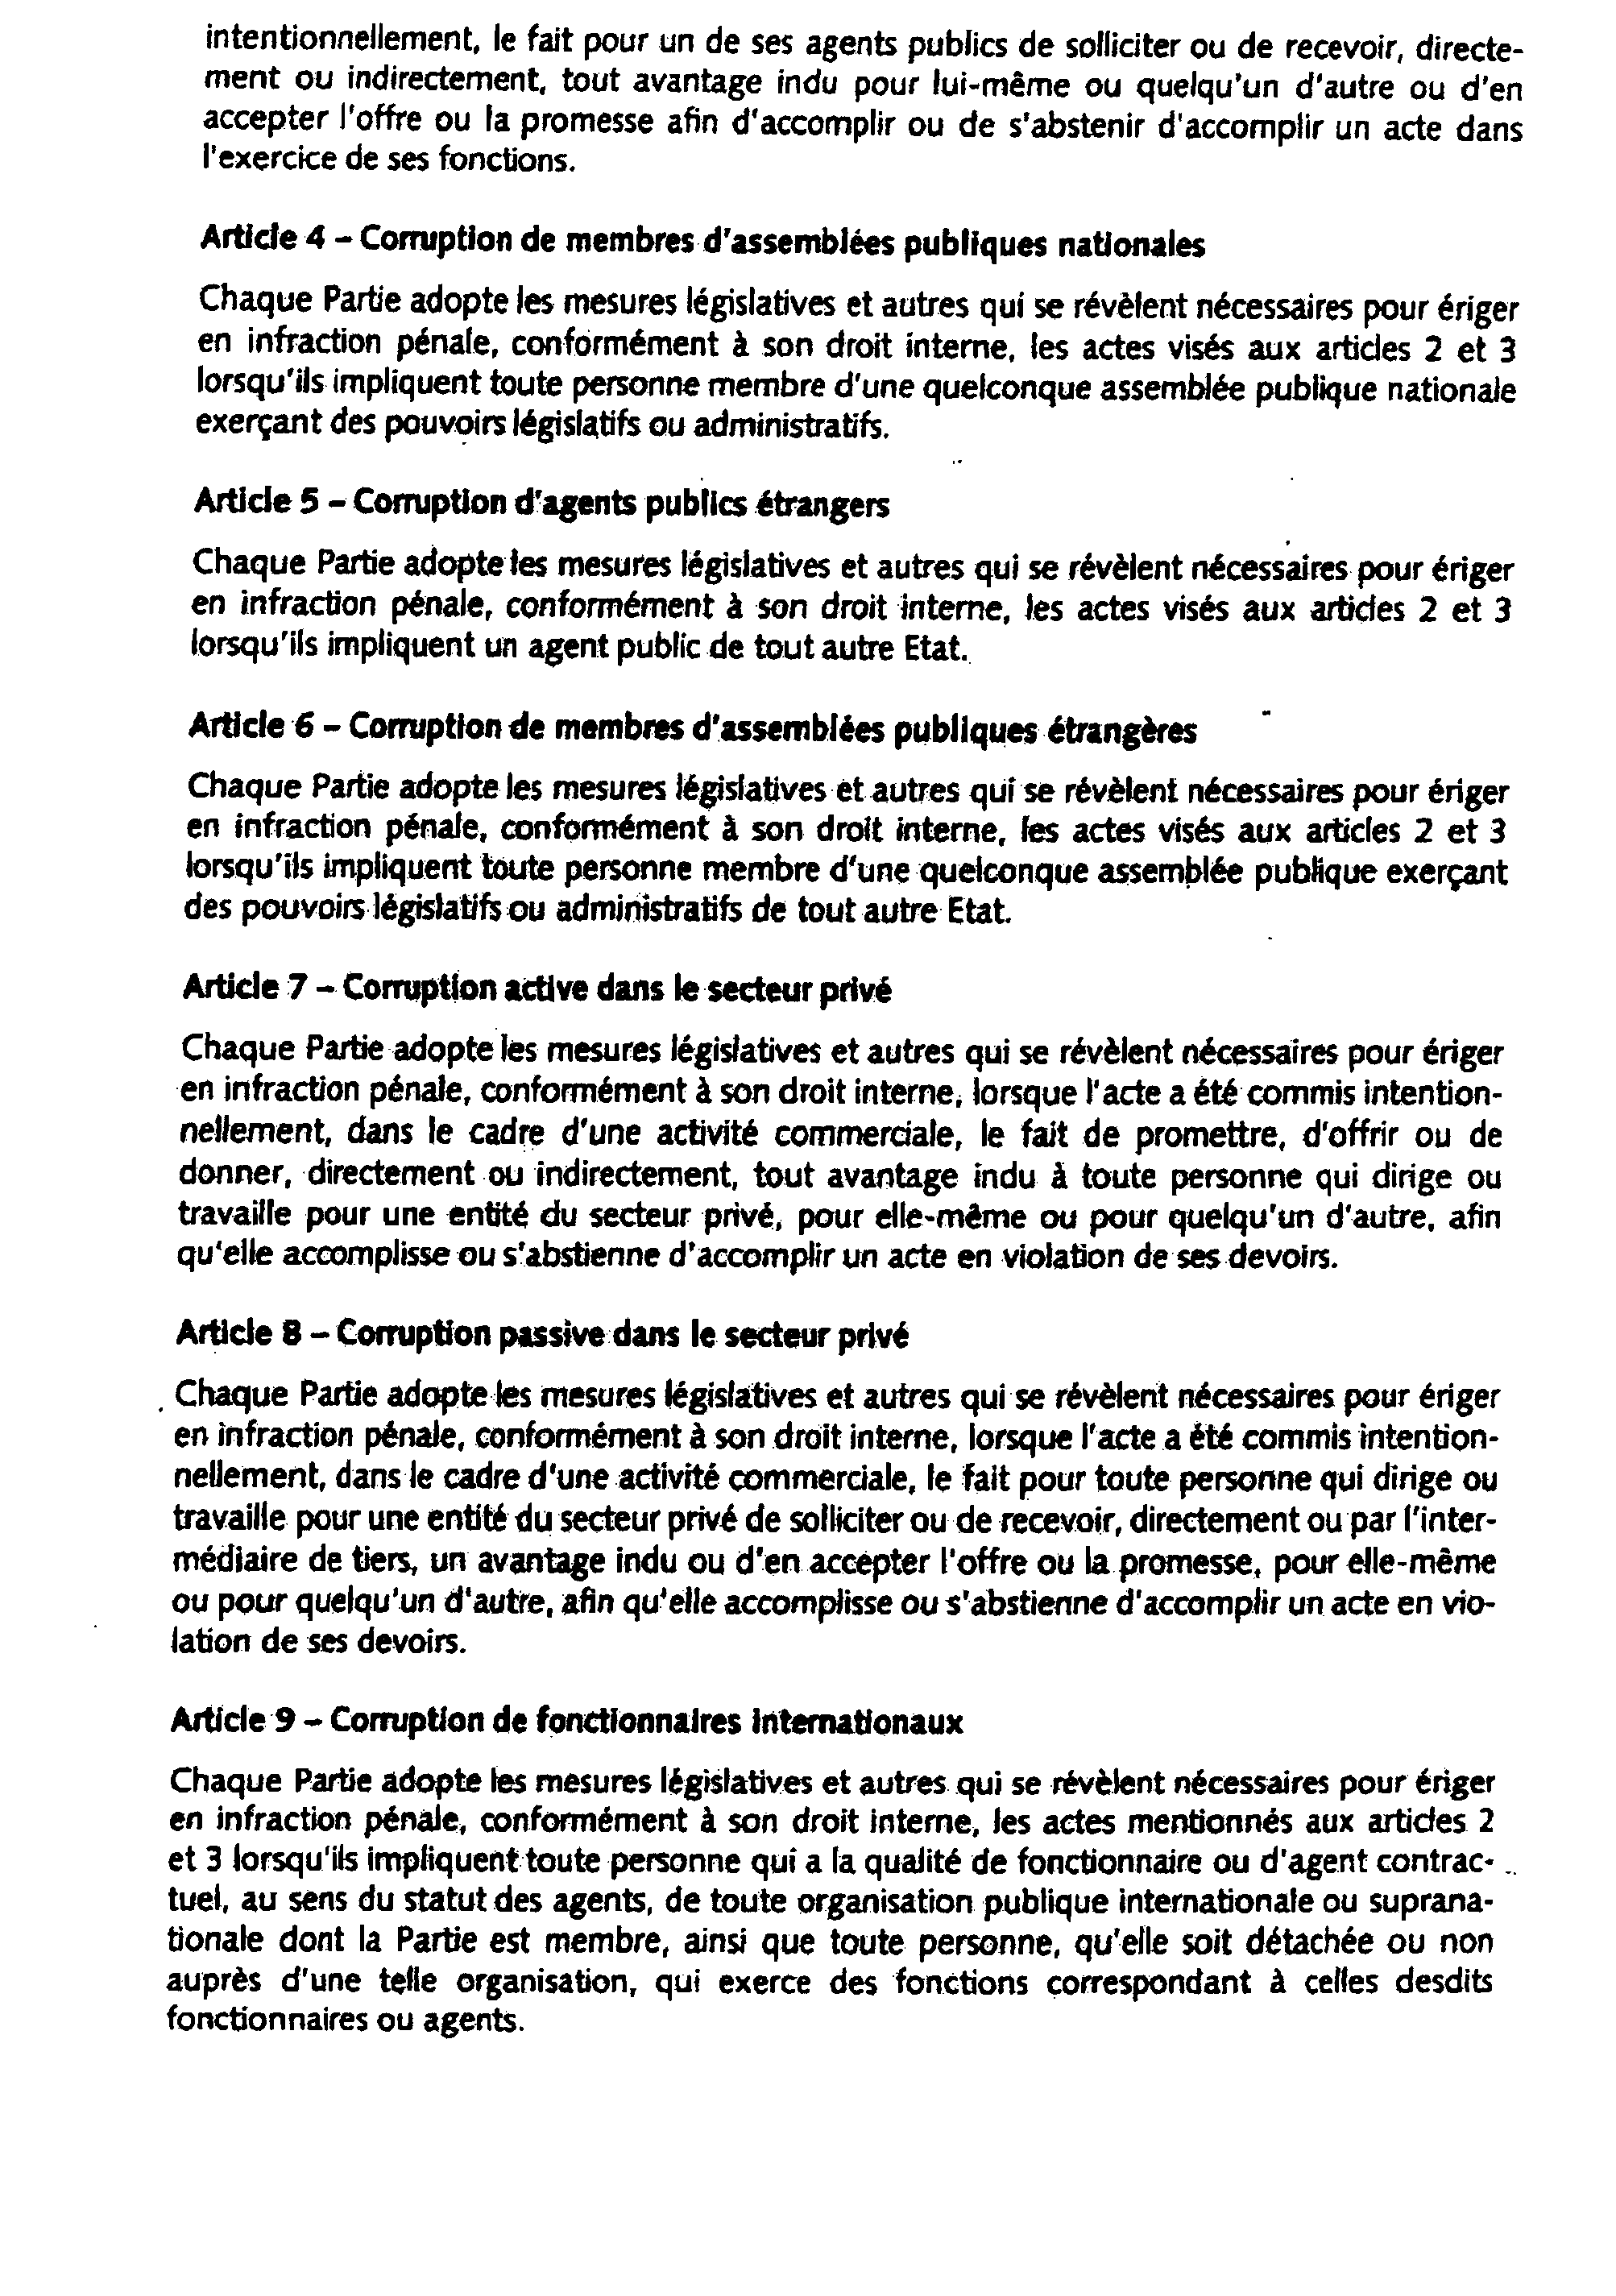 intentionnellement, le fait pour un de ses agents publics de solliciter ou de recevoir, directe-
ment ou indirectement, tout avantage indu pour lui-même ou quelqu'un d'autre ou d'en
accepter l'offre ou la promesse afin d'accomplir ou de s'abstenir d'accomplir un acte dans
l'exercice de ses fonctions.
Article 4 – Corruption de membres d'assemblées publiques nationales
Chaque Partie adopte les mesures législatives et autres qui se révèlent nécessaires pour ériger
en infraction pénale, conformément à son droit interne, les actes visés aux articles 2 et 3
lorsqu'ils impliquent toute personne membre d'une quelconque assemblée publique nationale
exerçant des pouvoirs législatifs ou administratifs.
Article 5 – Corruption d'agents publics étrangers
Chaque Partie adopte les mesures législatives et autres qui se révèlent nécessaires pour ériger
en infraction pénale, conformément à son droit interne, les actes visés aux articles 2 et 3
lorsqu'ils impliquent un agent public de tout autre Etat.
Article 6 – Corruption de membres d'assemblées publiques étrangères
Chaque Partie adopte les mesures législatives et autres qui se révèlent nécessaires pour ériger
en infraction pénale, conformément à son droit interne, les actes visés aux articles 2 et 3
lorsqu'ils impliquent toute personne membre d'une quelconque assemblée publique exerçant
des pouvoirs législatifs ou administratifs de tout autre Etat.
Article 7 – Corruption active dans le secteur privé
Chaque Partie adopte les mesures législatives et autres qui se révèlent nécessaires pour ériger
en infraction pénale, conformément à son droit interne, lorsque l'acte a été commis intention-
nellement, dans le cadre d'une activité commerciale, le fait de promettre, d'offrir ou de
donner, directement ou indirectement, tout avantage indu à toute personne qui dirige ou
travaille pour une entité du secteur privé, pour elle-même ou pour quelqu'un d'autre, afin
qu'elle accomplisse ou s'abstienne d'accomplir un acte en violation de ses devoirs.
Article 8 – Corruption passive dans le secteur privé
Chaque Partie adopte les mesures législatives et autres qui se révèlent nécessaires pour ériger
en infraction pénale, conformément à son droit interne, lorsque l'acte a été commis intention-
nellement, dans le cadre d'une activité commerciale, le fait pour toute personne qui dirige ou
travaille pour une entité du secteur privé de solliciter ou de recevoir, directement ou par l'inter-
médiaire de tiers, un avantage indu ou d'en accepter l'offre ou la promesse, pour elle-même
ou pour quelqu'un d'autre, afin qu'elle accomplisse ou s'abstienne d'accomplir un acte en vio-
lation de ses devoirs.
Article 9 – Corruption de fonctionnaires internationaux
Chaque Partie adopte les mesures législatives et autres qui se révèlent nécessaires pour ériger
en infraction pénale, conformément à son droit interne, les actes mentionnés aux articles 2
et 3 lorsqu'ils impliquent toute personne qui a la qualité de fonctionnaire ou d'agent contrac-
tuel, au sens du statut des agents, de toute organisation publique internationale ou suprana-
tionale dont la Partie est membre, ainsi que toute personne, qu'elle soit détachée ou non
auprès d'une telle organisation, qui exerce des fonctions correspondant à celles desdits
fonctionnaires ou agents.